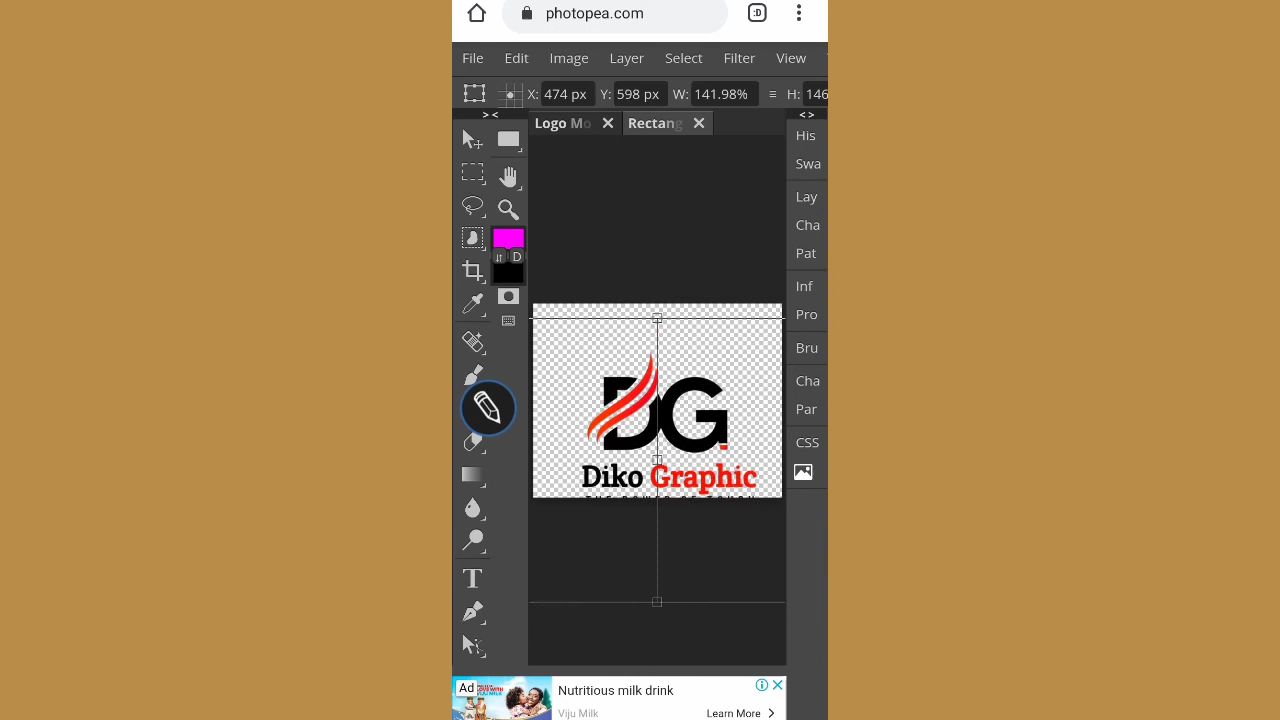 :D
photopea.com
File Edit Image Layer Select Filter View
X: 474 px Y: 598 px W: 141.98% H: 146
> < < >
Logo Mo Rectang
His
Swa
Lay
Cha
Pat
Inf
Pro
Bru
Cha
Par
CSS
D
T
DG
Diko Graphic
Ad
Nutritious milk drink
Viju Milk
Learn More